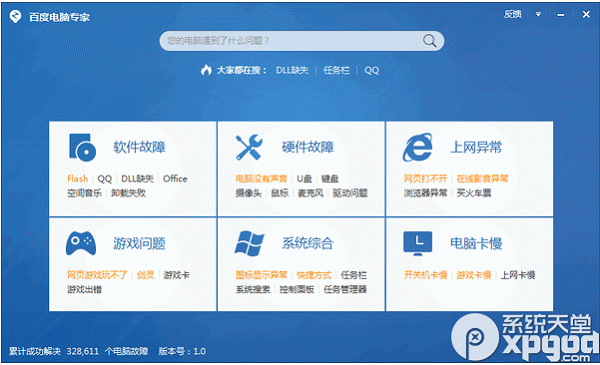 百度电脑专家 反馈
您的电脑遇到了什么问题？
大家都在搜： DLL缺失 | 任务栏 | QQ
软件故障
Flash | QQ | DLL缺失 | Office
空间音乐 | 卸载失败
硬件故障
电脑没有声音 | U盘 | 键盘
摄像头 | 鼠标 | 麦克风 | 驱动问题
上网异常
网页打不开 | 在线影音异常
浏览器异常 | 买火车票
游戏问题
网页游戏玩不了 | 剑灵 | 游戏卡
游戏出错
系统综合
图标显示异常 | 快捷方式 | 任务栏
系统搜索 | 控制面板 | 任务管理器
电脑卡慢
开关机卡慢 | 游戏卡慢 | 上网卡慢
累计成功解决 328,611 个电脑故障 版本号：1.0
系统天堂
xpgod.com